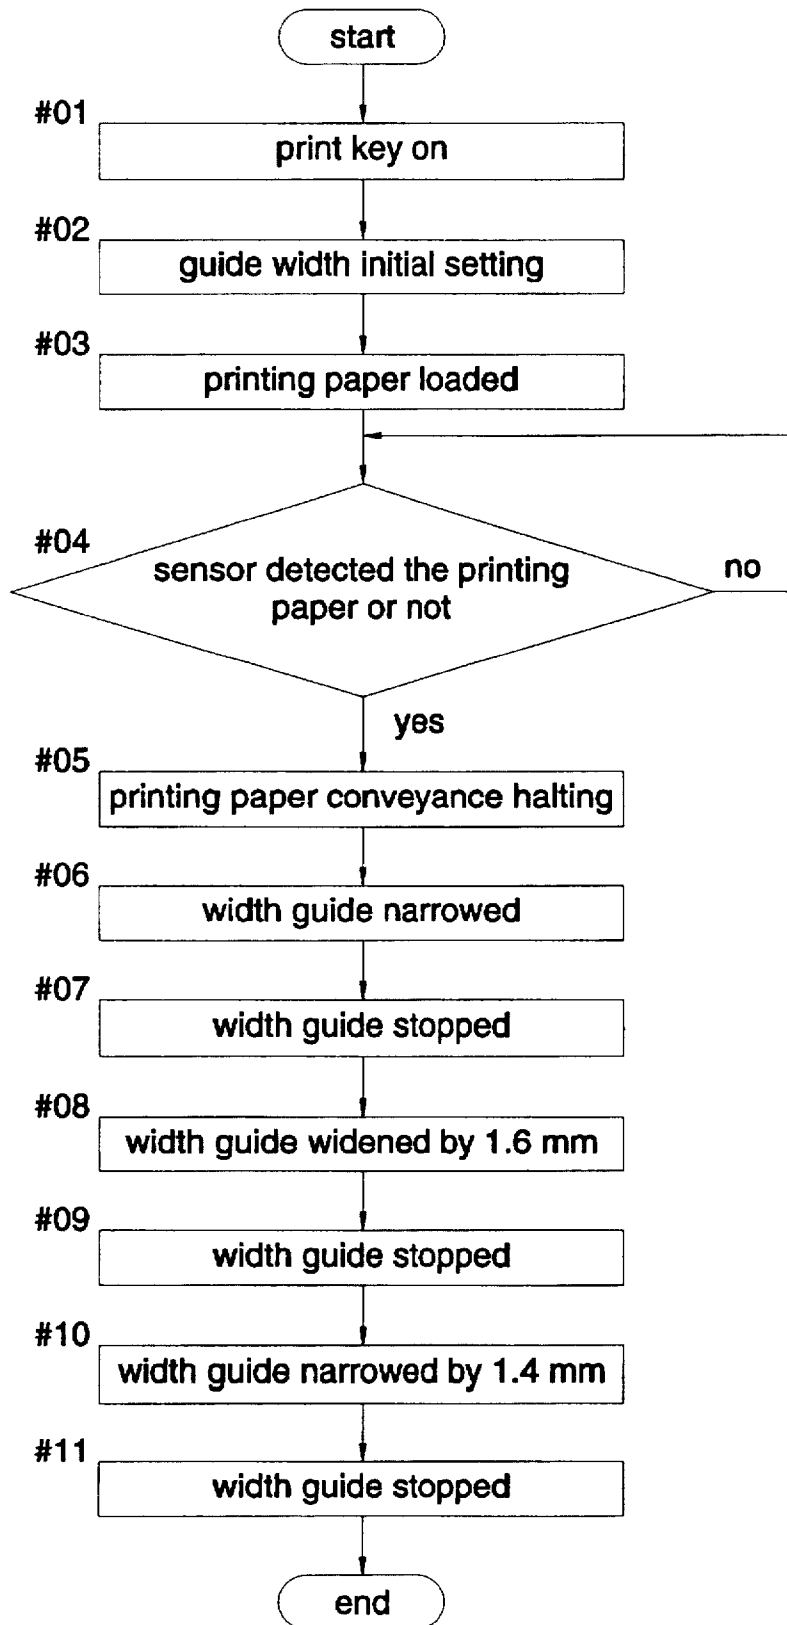 start
#01
print key on
#02
guide width initial setting
#03
printing paper loaded
#04
sensor detected the printing
paper or not
no
yes
#05
printing paper conveyance halting
#06
width guide narrowed
#07
width guide stopped
#08
width guide widened by 1.6 mm
#09
width guide stopped
#10
width guide narrowed by 1.4 mm
#11
width guide stopped
end